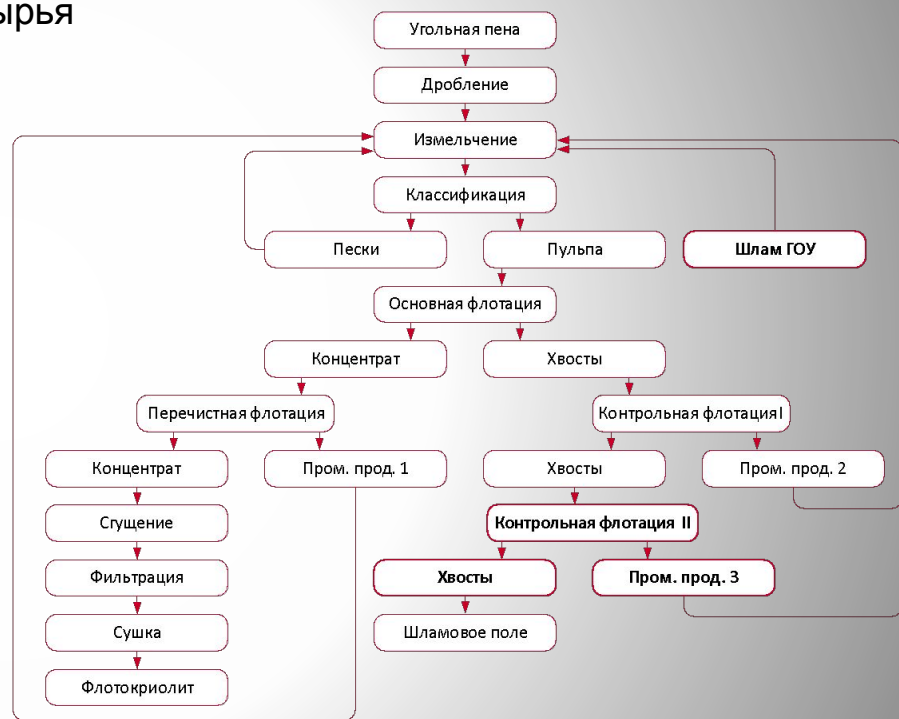 ырья
Угольная пена
Дробление
Измельчение
Классификация
Пески
Пульпа
Шлам ГОУ
Основная флотация
Концентрат
Хвосты
Перечистная флотация
Контрольная флотация I
Концентрат
Пром. прод. 1
Хвосты
Пром. прод. 2
Сгущение
Контрольная флотация II
Фильтрация
Хвосты
Пром. прод. 3
Сушка
Шламовое поле
Флотокриолит